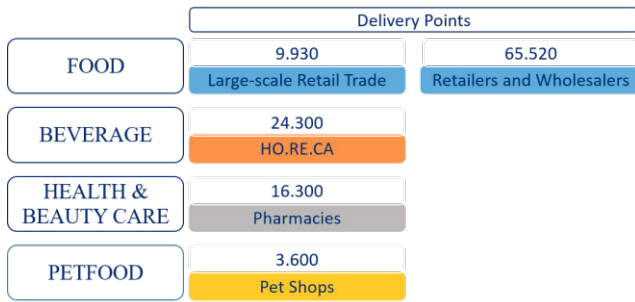 Delivery Points
FOOD
9.930
65.520
Large-scale Retail Trade
Retailers and Wholesalers
BEVERAGE
24.300
HO.RE.CA
HEALTH &
BEAUTY CARE
16.300
Pharmacies
PETFOOD
3.600
Pet Shops